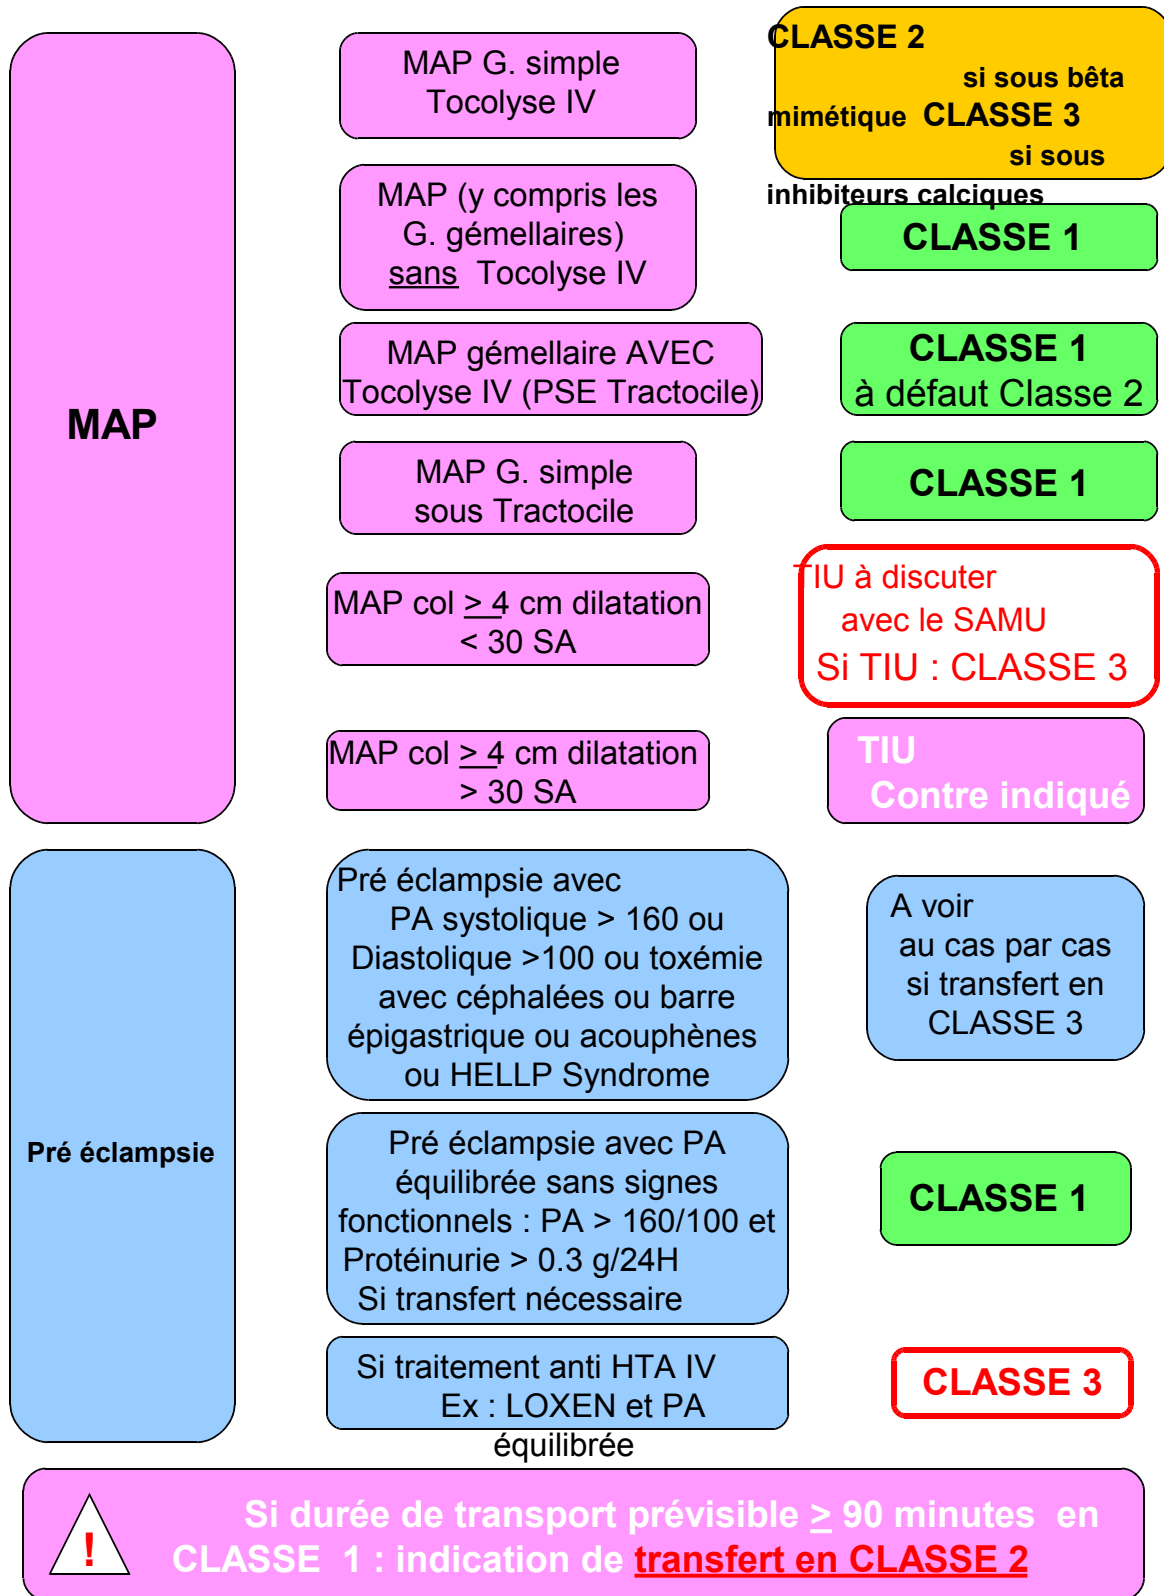 MAP
MAP G. simple
Tocolyse IV
CLASSE 2
si sous bêta
mimétique CLASSE 3
si sous
inhibiteurs calciques
MAP (y compris les
G. gémellaires)
sans Tocolyse IV
CLASSE 1
MAP gémellaire AVEC
Tocolyse IV (PSE Tractocile)
CLASSE 1
à défaut Classe 2
MAP G. simple
sous Tractocile
CLASSE 1
MAP col ≥ 4 cm dilatation
< 30 SA
TIU à discuter
avec le SAMU
Si TIU : CLASSE 3
MAP col ≥ 4 cm dilatation
> 30 SA
TIU
Contre indiqué
Pré éclampsie
Pré éclampsie avec
PA systolique > 160 ou
Diastolique >100 ou toxémie
avec céphalées ou barre
épigastrique ou acouphènes
ou HELLP Syndrome
A voir
au cas par cas
si transfert en
CLASSE 3
Pré éclampsie avec PA
équilibrée sans signes
fonctionnels : PA > 160/100 et
Protéinurie > 0.3 g/24H
Si transfert nécessaire
CLASSE 1
Si traitement anti HTA IV
Ex : LOXEN et PA
équilibrée
CLASSE 3
!
Si durée de transport prévisible ≥ 90 minutes en
CLASSE 1 : indication de transfert en CLASSE 2